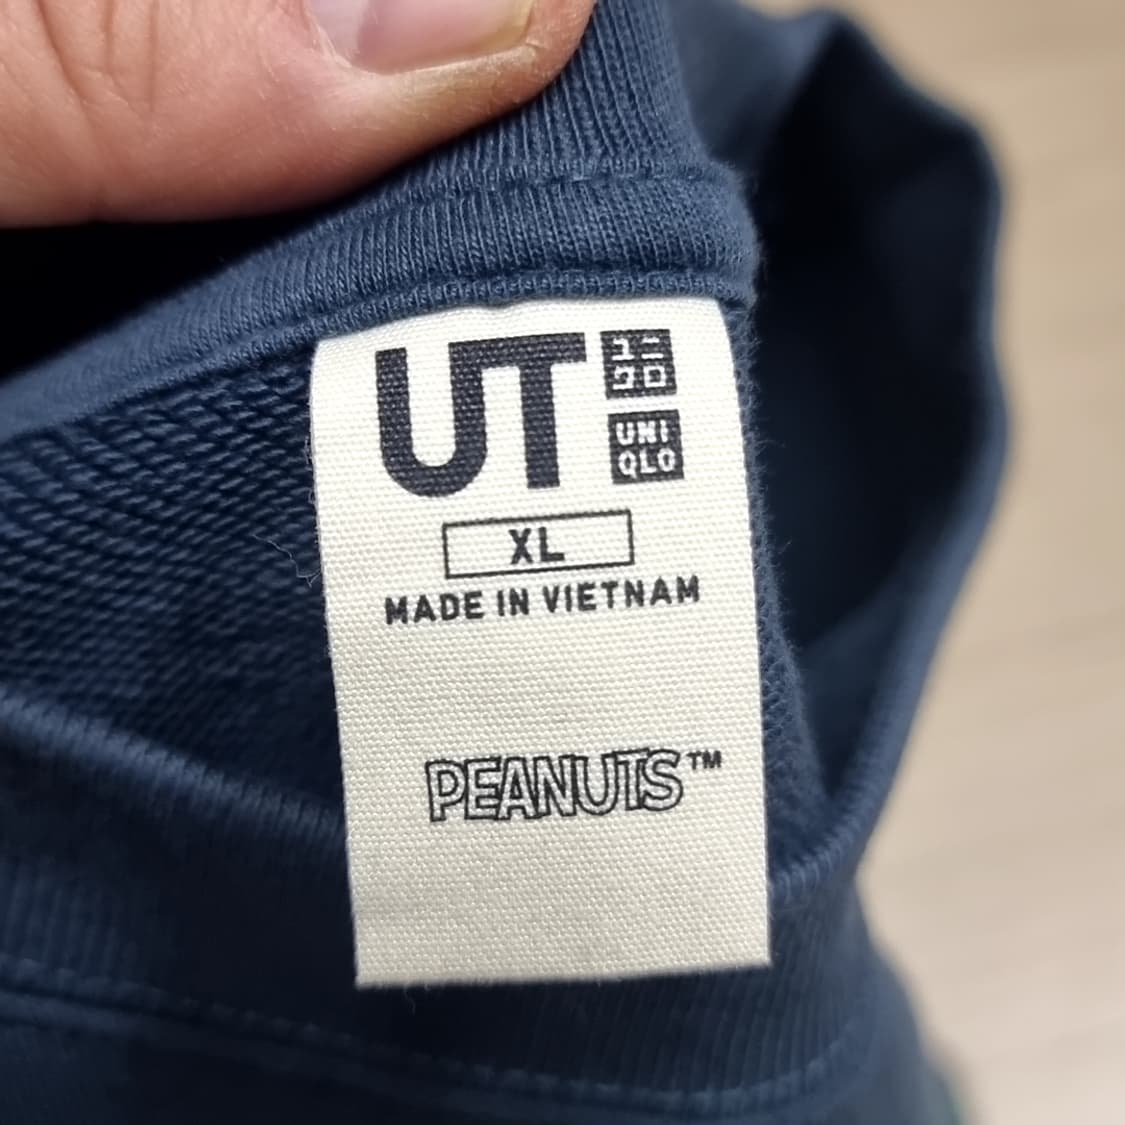 UT
ユニ
クロ
UNI
QLO
XL
MADE IN VIETNAM
PEANUTS™